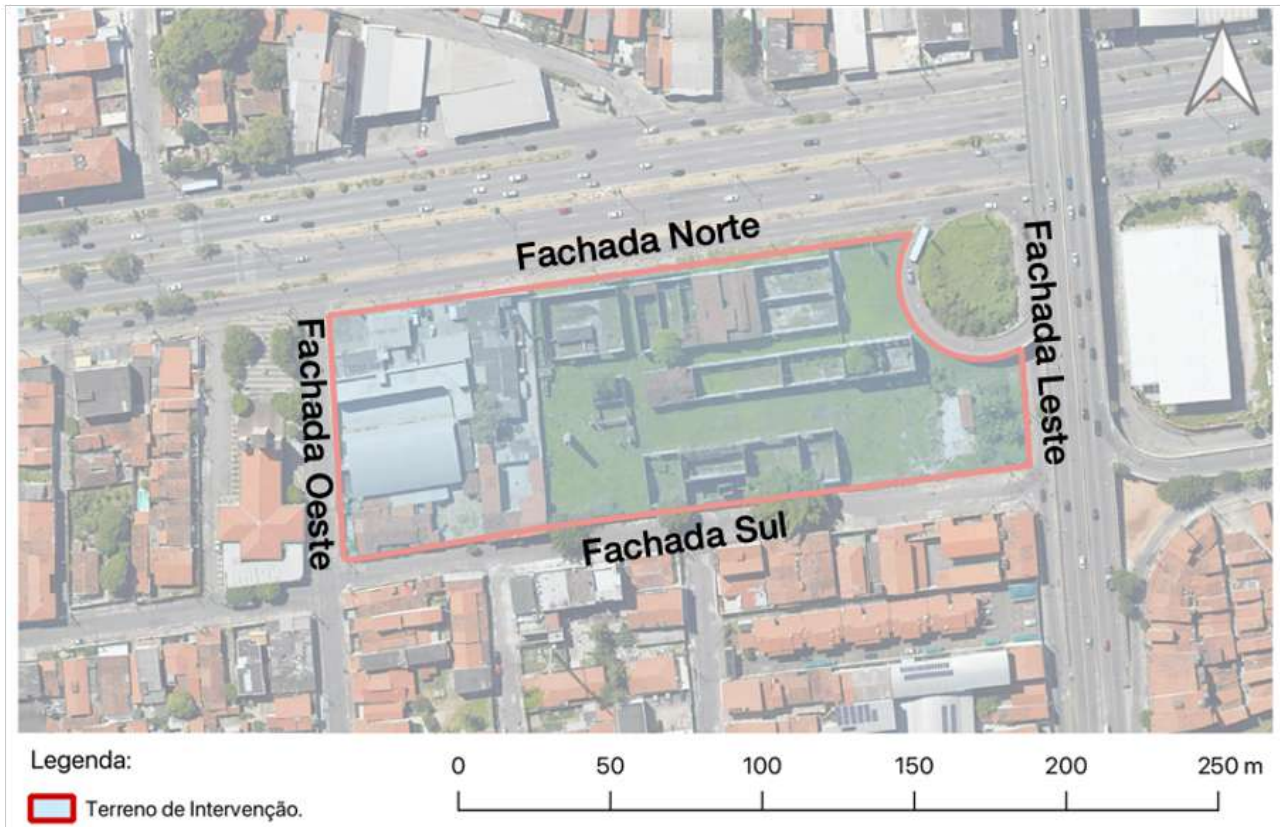 Fachada Norte
Fachada Leste
Fachada Oeste
Fachada Sul
Legenda:
Terreno de Intervenção.
0 50 100 150 200 250 m